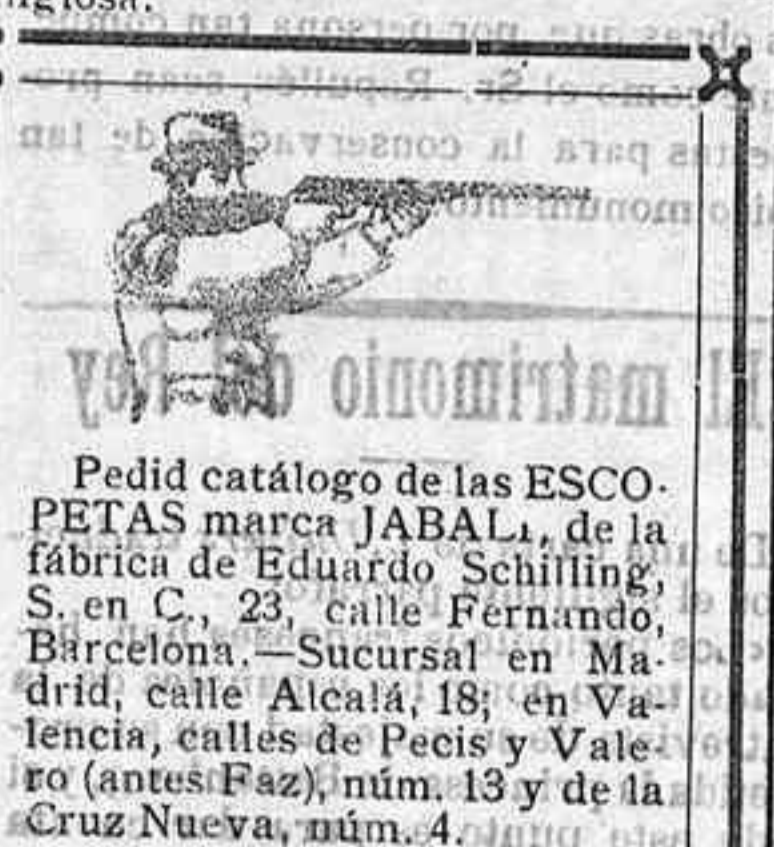 Pedid catálogo de las ESCO-
PETAS marca JABALI, de la
fábrica de Eduardo Schilling,
S. en C., 23, calle Fernando,
Barcelona.—Sucursal en Ma-
drid, calle Alcalá, 18; en Va-
lencia, calles de Pecis y Vale-
ro (antes Faz), núm. 13 y de la
Cruz Nueva, núm. 4.